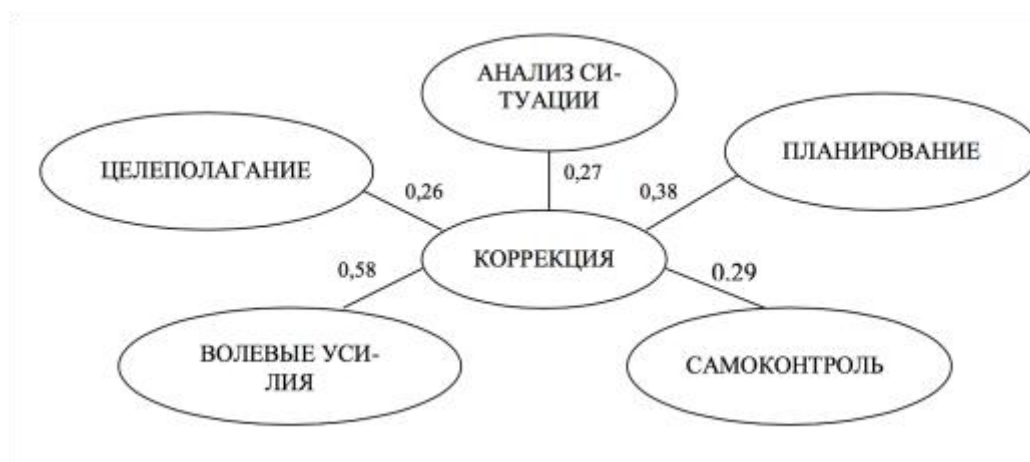 АНАЛИЗ СИ-
ТУАЦИИ
ЦЕЛЕПОЛАГАНИЕ
ПЛАНИРОВАНИЕ
0,26
0,27
0,38
КОРРЕКЦИЯ
0,58
0.29
ВОЛЕВЫЕ УСИ-
ЛИЯ
САМОКОНТРОЛЬ